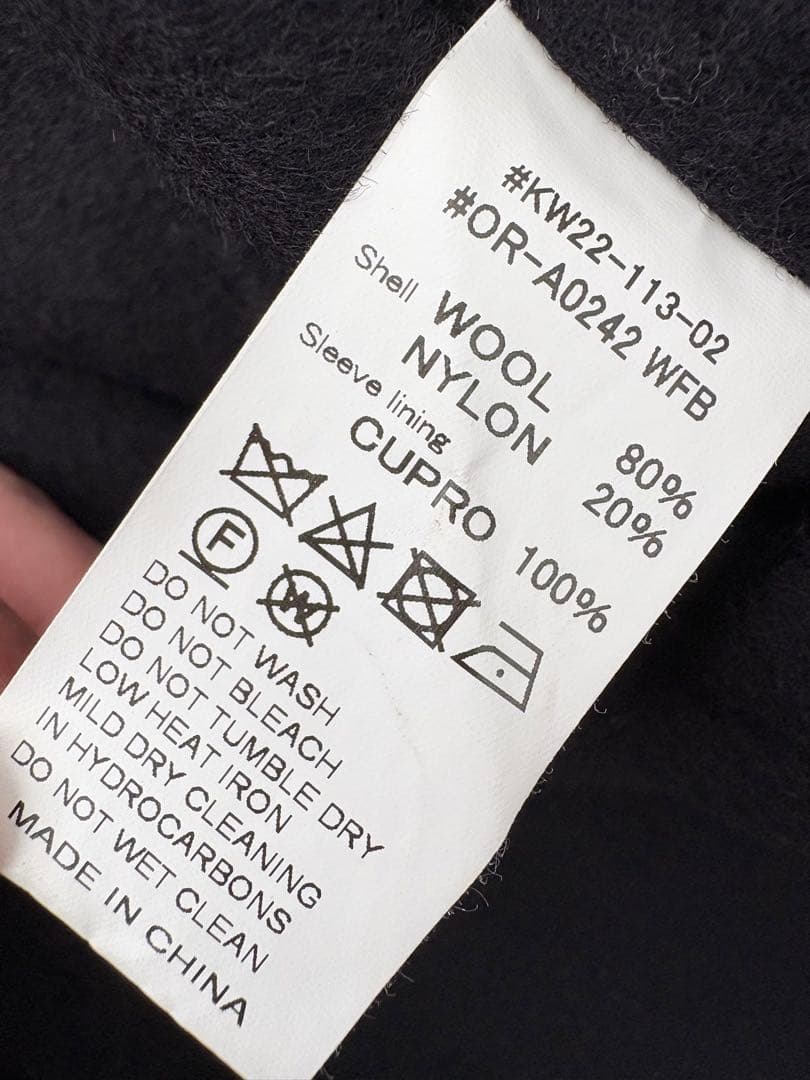 #KW22-113-02
#OR-A0242 WFB
Shell WOOL 80%
NYLON 20%
Sleeve lining
CUPRO 100%
F
W
DO NOT WASH
DO NOT BLEACH
DO NOT TUMBLE DRY
LOW HEAT IRON
MILD DRY CLEANING
IN HYDROCARBONS
DO NOT WET CLEAN
MADE IN CHINA